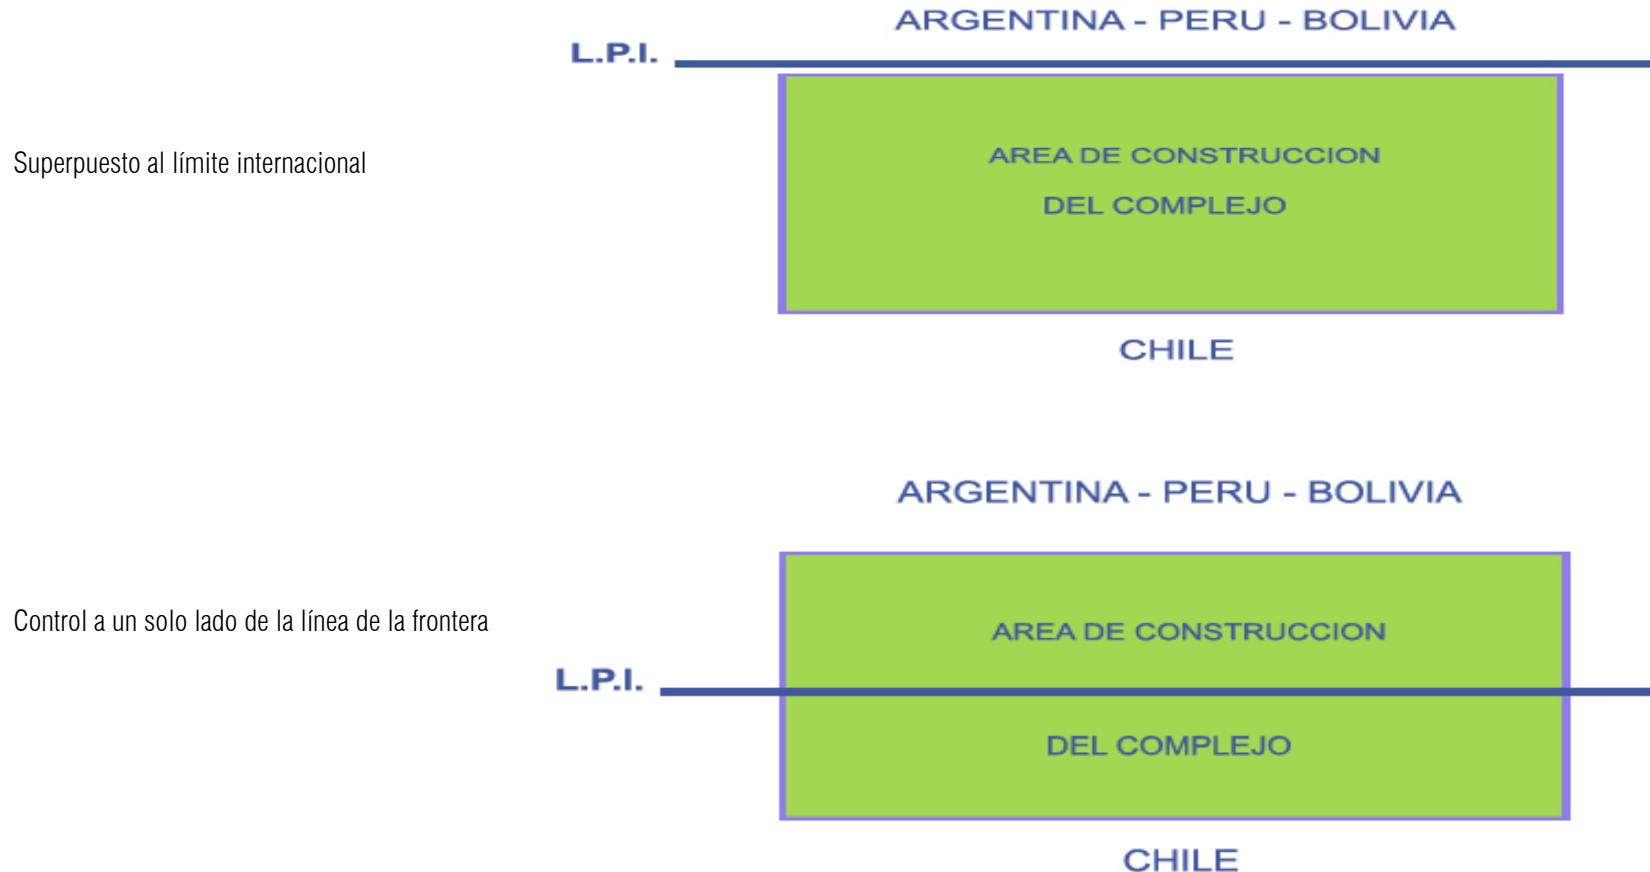 ARGENTINA - PERU - BOLIVIA
L.P.I.
Superpuesto al límite internacional
AREA DE CONSTRUCCION
DEL COMPLEJO
CHILE
ARGENTINA - PERU - BOLIVIA
Control a un solo lado de la línea de la frontera
AREA DE CONSTRUCCION
L.P.I.
DEL COMPLEJO
CHILE